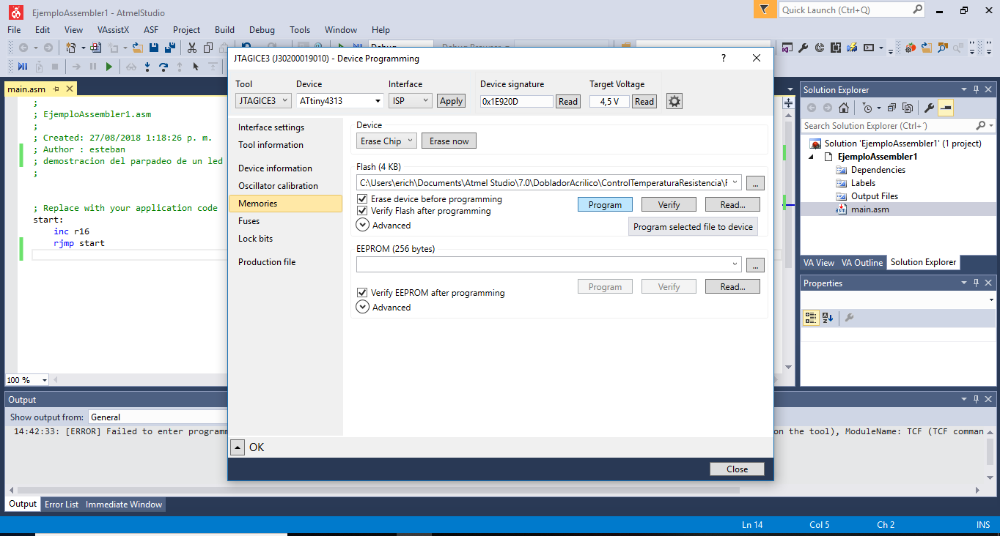 EjemploAssembler1 - AtmelStudio
Quick Launch (Ctrl+Q)
File Edit View VAssistX ASF Project Build Debug Tools Window Help
Debug
Debug Browser
JTAGICE3 (J30200019010) - Device Programming
?
Tool Device Interface Device signature Target Voltage
JTAGICE3 ATtiny4313 ISP Apply 0x1E920D Read 4,5 V Read
Interface settings
Tool information
Device information
Oscillator calibration
Memories
Fuses
Lock bits
Production file
Device
Erase Chip Erase now
Flash (4 KB)
C:\Users\erich\Documents\Atmel Studio\7.0\DobladorAcrilico\ControlTemperaturaResistencia\F
...
Erase device before programming
Verify Flash after programming
Program Verify Read...
Advanced
Program selected file to device
EEPROM (256 bytes)
...
Program Verify Read...
Verify EEPROM after programming
Advanced
OK
Close
main.asm
;
; EjemploAssembler1.asm
;
; Created: 27/08/2018 1:18:26 p. m.
; Author : esteban
; demostracion del parpadeo de un led
;
; Replace with your application code
start:
inc r16
rjmp start
100 %
Solution Explorer
Search Solution Explorer (Ctrl+´)
Solution 'EjemploAssembler1' (1 project)
EjemploAssembler1
Dependencies
Labels
Output Files
asm main.asm
VA View VA Outline Solution Explorer
Properties
Output
Show output from: General
14:42:33: [ERROR] Failed to enter programm
on the tool), ModuleName: TCF (TCF comman
Output Error List Immediate Window
Ln 14 Col 5 Ch 2 INS